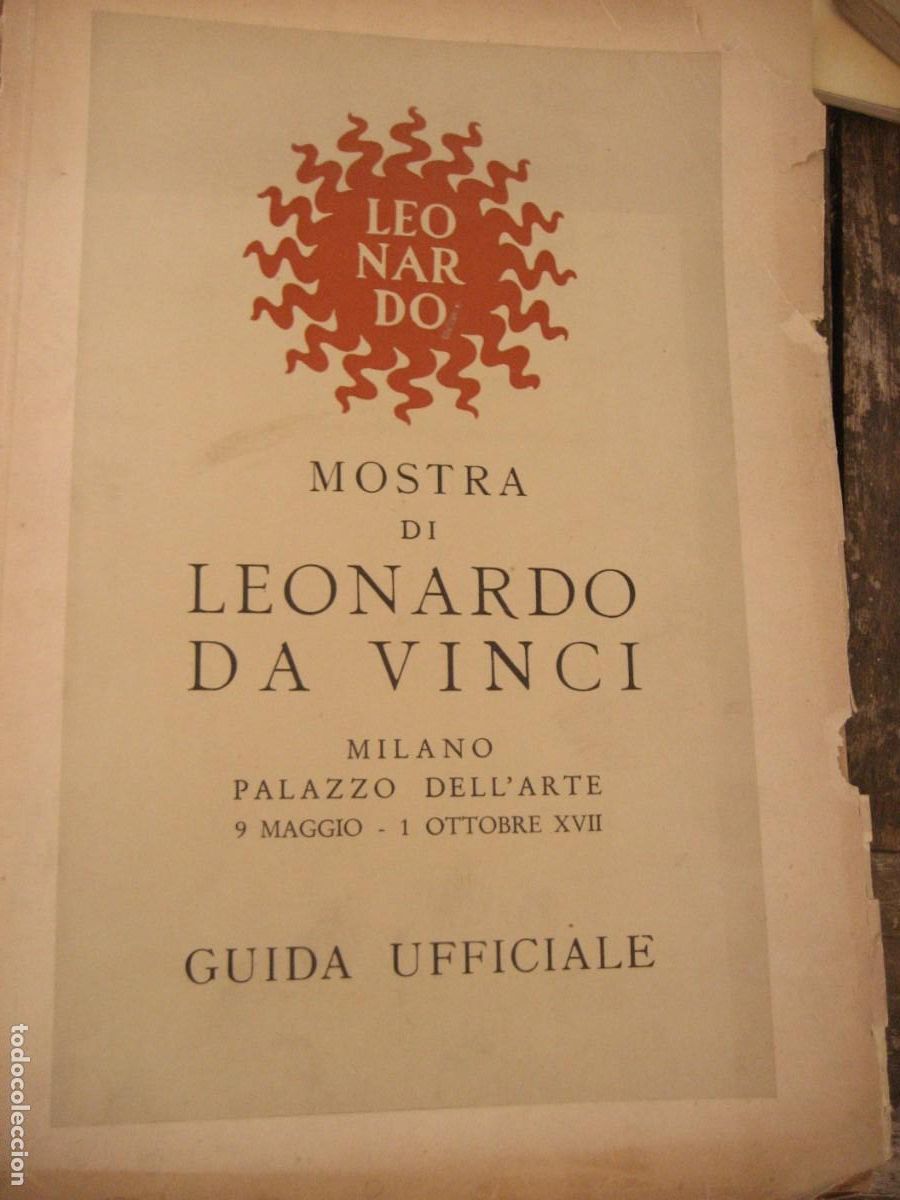 LEO
NAR
DO
MOSTRA
DI
LEONARDO
DA VINCI
MILANO
PALAZZO DELL'ARTE
9 MAGGIO - 1 OTTOBRE XVII
GUIDA UFFICIALE
todocoleccion